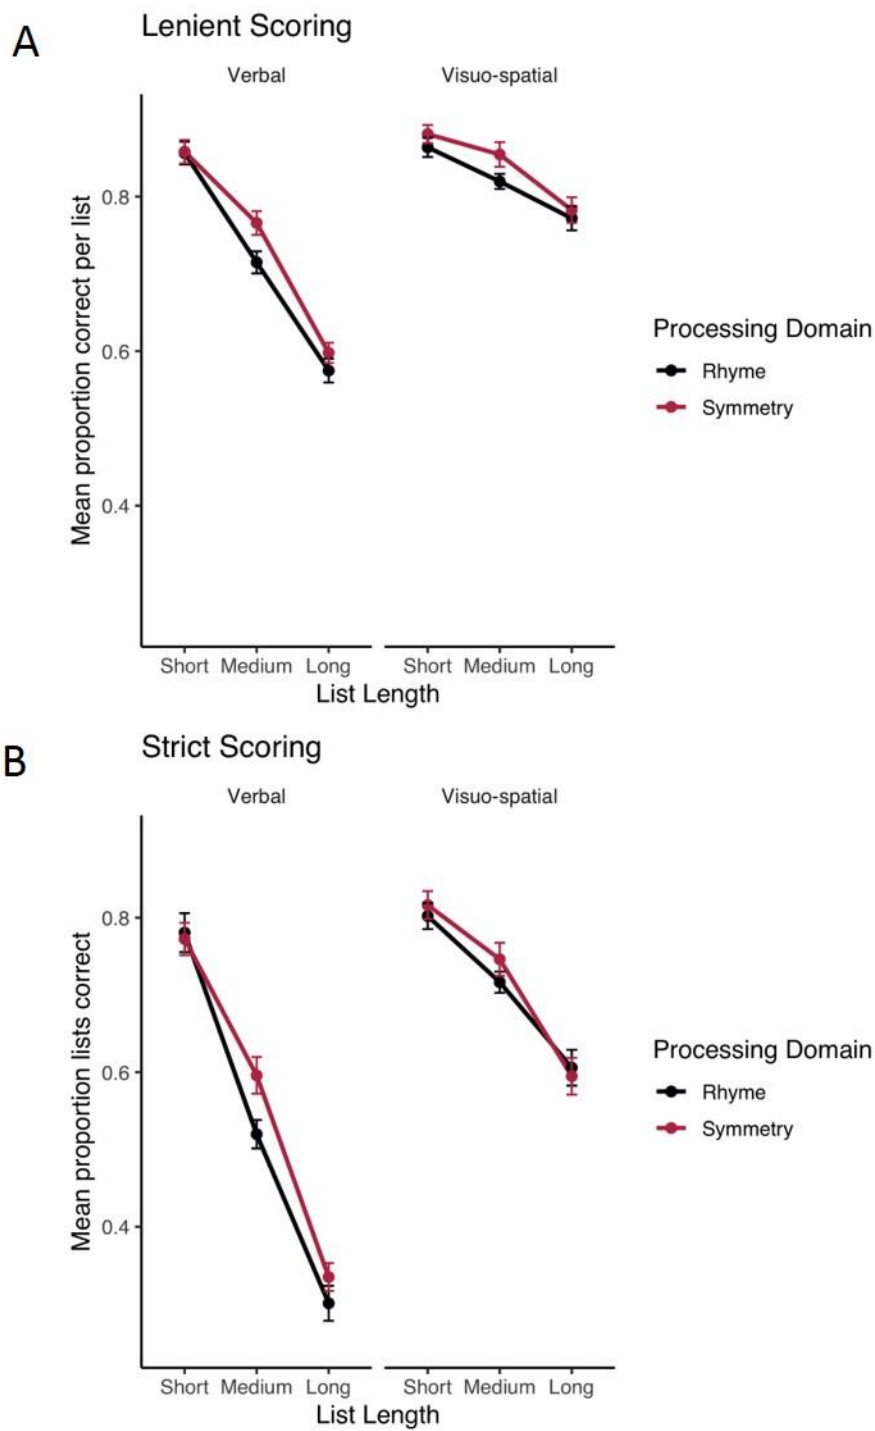 A
Lenient Scoring
Verbal
Visuo-spatial
Mean proportion correct per list
0.8
0.6
0.4
Short Medium Long
Short Medium Long
List Length
Processing Domain
Rhyme
Symmetry
B
Strict Scoring
Verbal
Visuo-spatial
Mean proportion lists correct
0.8
0.6
0.4
Short Medium Long
Short Medium Long
List Length
Processing Domain
Rhyme
Symmetry